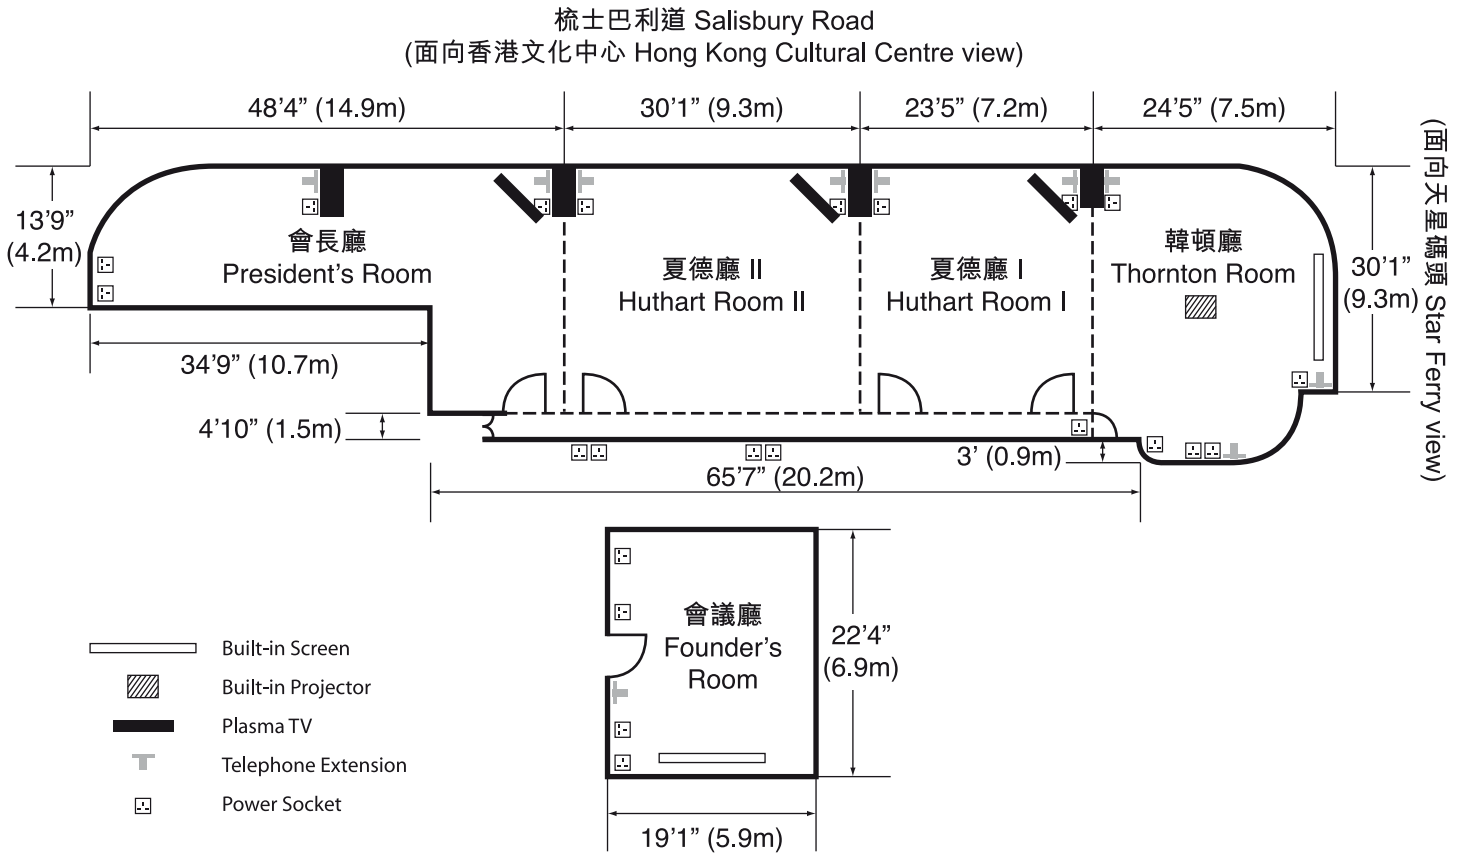 梳士巴利道 Salisbury Road
(面向香港文化中心 Hong Kong Cultural Centre view)
48'4” (14.9m)
30'1” (9.3m)
23'5” (7.2m)
24'5” (7.5m)
(面向天星碼頭 Star Ferry view)
13'9”
(4.2m)
會長廳
President's Room
夏德廳 II
Huthart Room II
夏德廳 I
Huthart Room I
韓頓廳
Thornton Room
30'1”
(9.3m)
34'9” (10.7m)
4'10” (1.5m)
3' (0.9m)
65'7” (20.2m)
會議廳
Founder's
Room
22'4”
(6.9m)
19'1” (5.9m)
Built-in Screen
Built-in Projector
Plasma TV
Telephone Extension
Power Socket